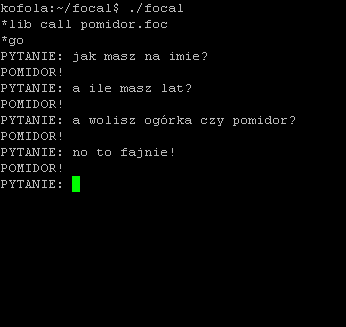 kofola:~/focal$ ./focal
*lib call pomidor.foc
*go
PYTANIE: jak masz na imie?
POMIDOR!
PYTANIE: a ile masz lat?
POMIDOR!
PYTANIE: a wolisz ogórka czy pomidor?
POMIDOR!
PYTANIE: no to fajnie!
POMIDOR!
PYTANIE: